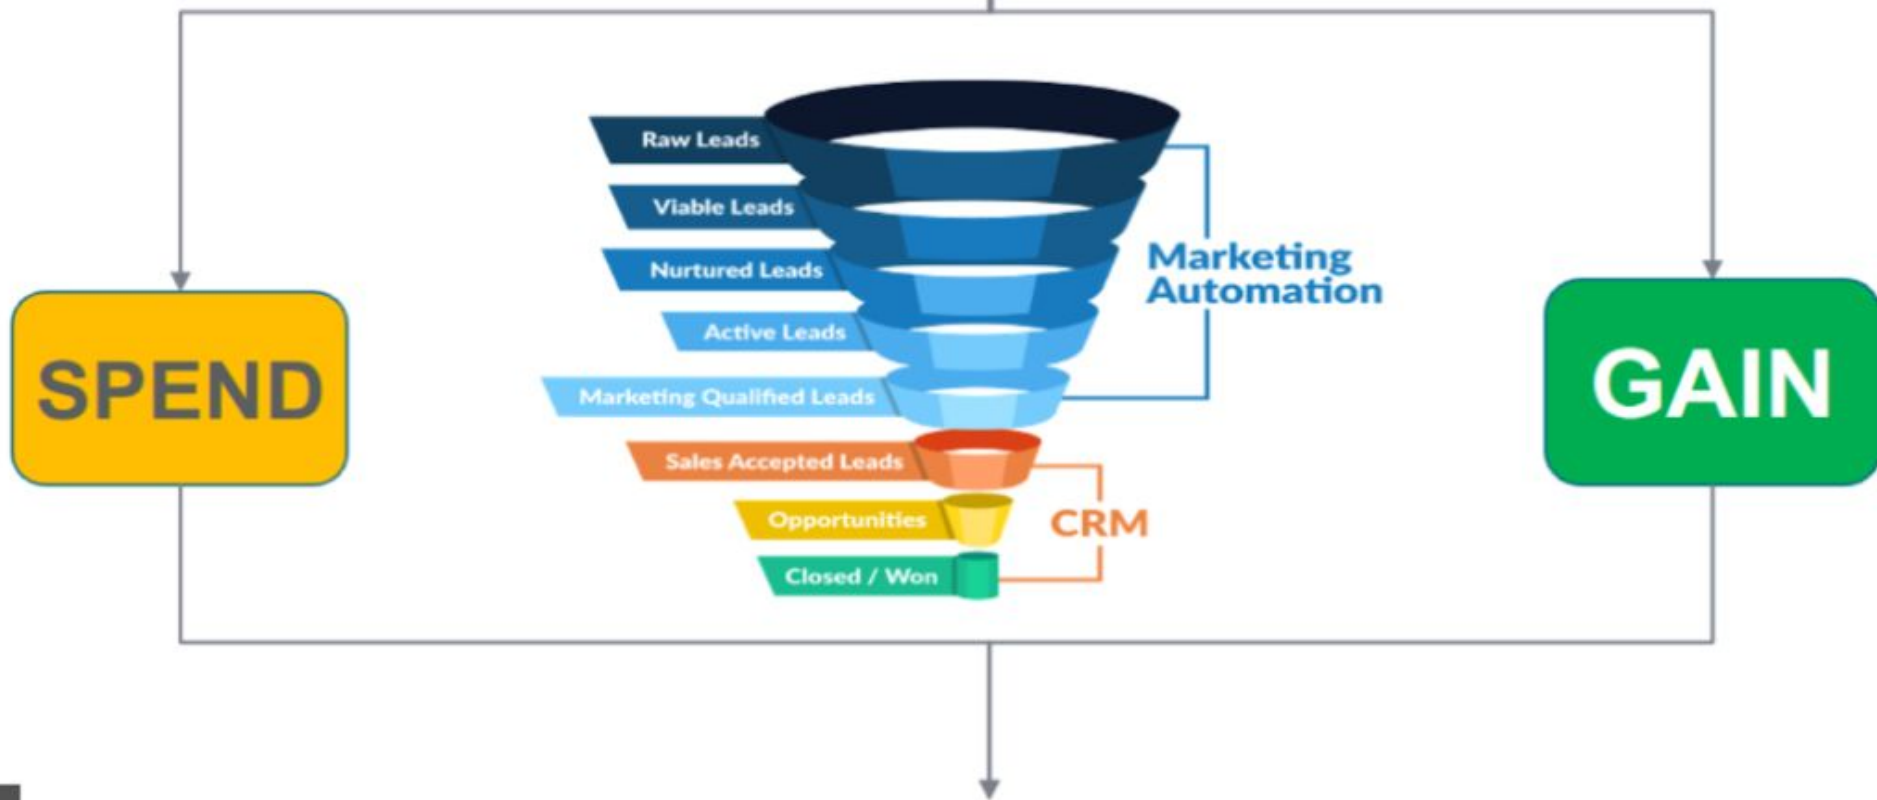 Raw Leads
Viable Leads
Nurtured Leads
Active Leads
Marketing Qualified Leads
Sales Accepted Leads
Opportunities
Closed / Won
Marketing
Automation
CRM
SPEND
GAIN